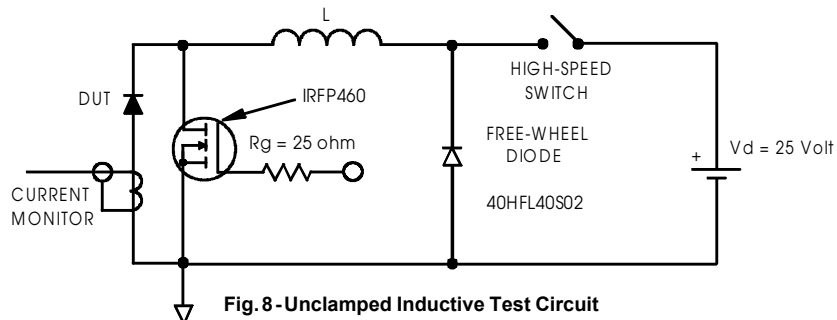 L
HIGH-SPEED
SWITCH
DUT
IRFP460
Rg = 25 ohm
FREE-WHEEL
DIODE
40HFL40S02
+
Vd = 25 Volt
CURRENT
MONITOR
Fig. 8 - Unclamped Inductive Test Circuit